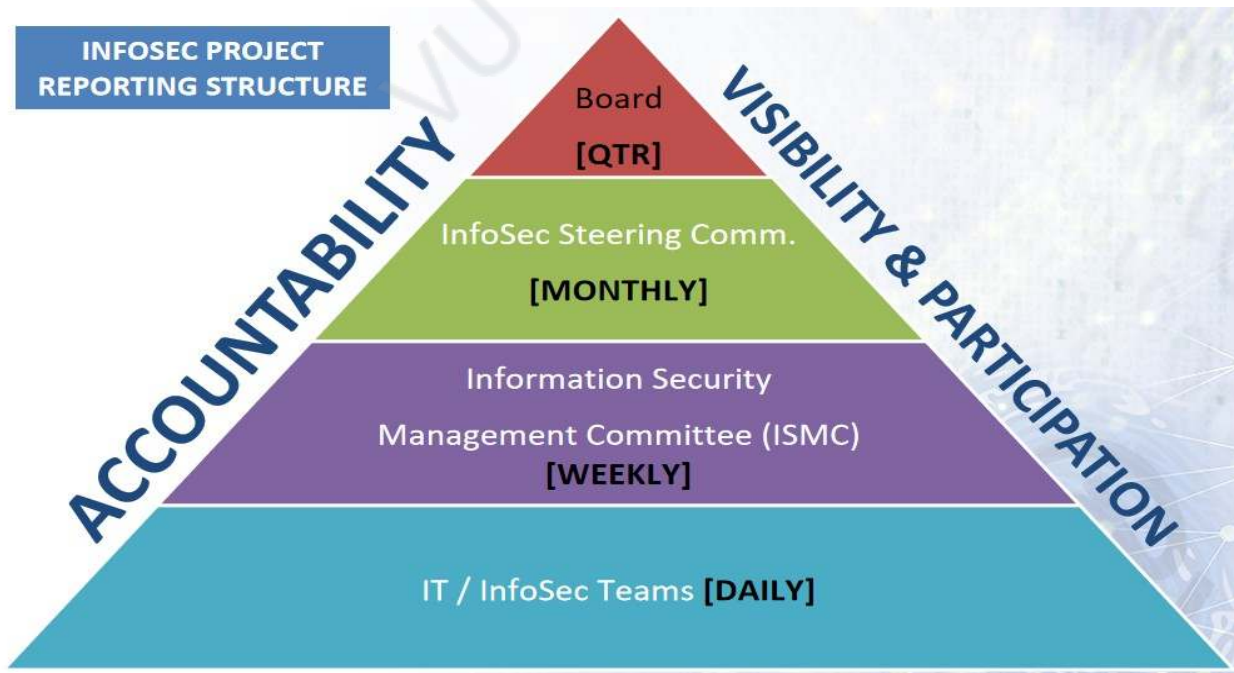 INFOSEC PROJECT
REPORTING STRUCTURE
VU
ACCOUNTABILITY
VISIBILITY & PARTICIPATION
Board
[QTR]
InfoSec Steering Comm.
[MONTHLY]
Information Security
Management Committee (ISMC)
[WEEKLY]
IT / InfoSec Teams [DAILY]